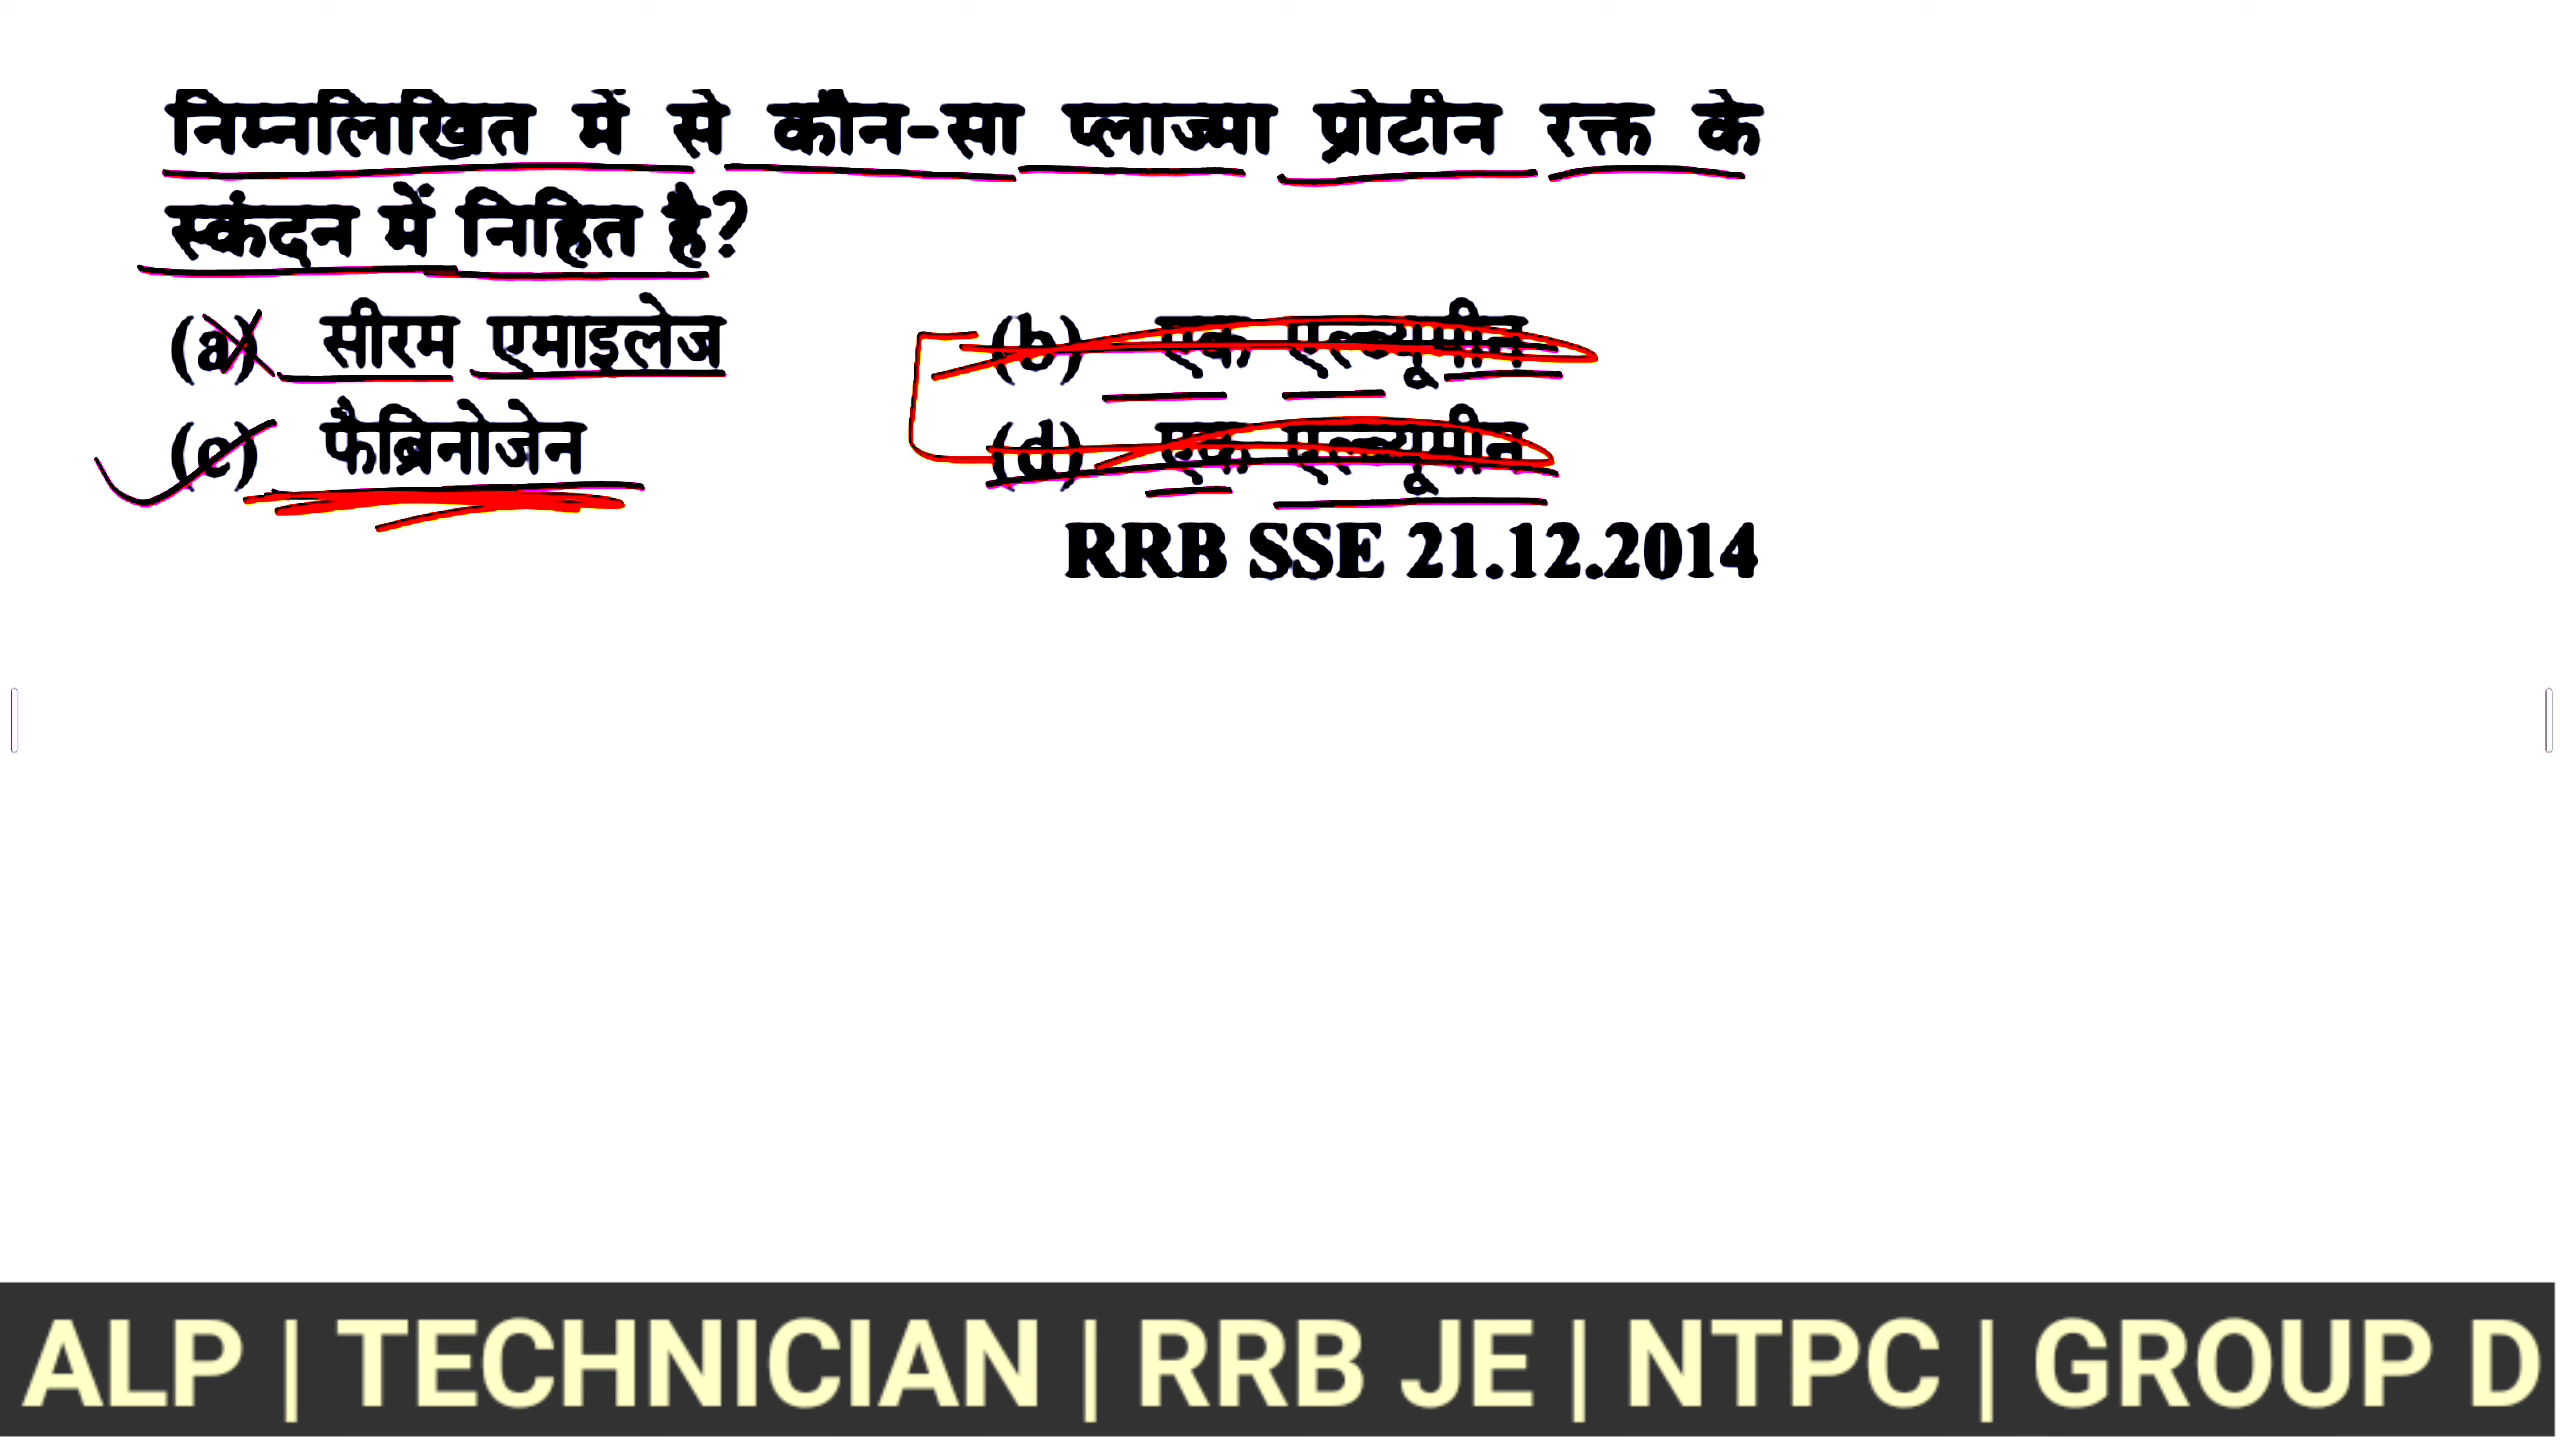 निम्नलिखित में से कौन-सा प्लाज्मा प्रोटीन रक्त के
स्कंदन में निहित है?
(a) सीरम एमाइलेज (b) एक एल्ब्यूमीन
(c) फैब्रिनोजेन (d) एक एल्ब्यूमीन
RRB SSE 21.12.2014
ALP | TECHNICIAN | RRB JE | NTPC | GROUP D